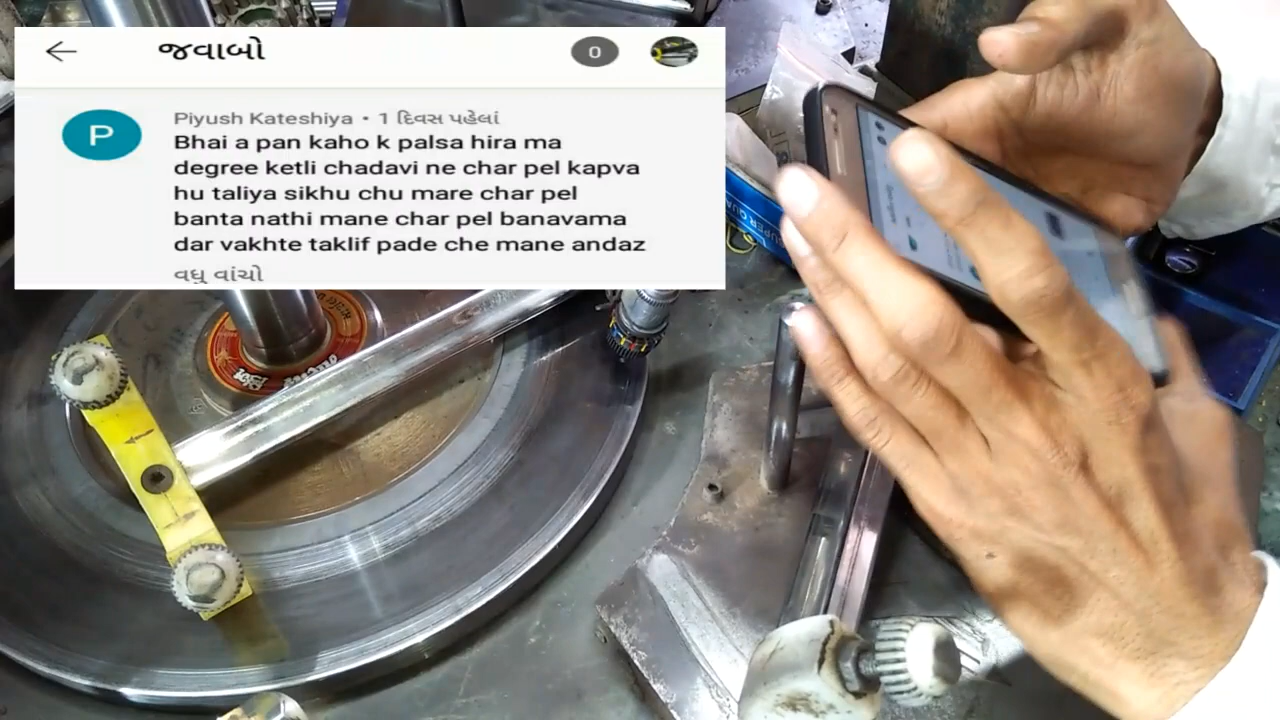 જવાબો
0
P
Piyush Kateshiya • 1 દિવસ પહેલાં
Bhai a pan kaho k palsa hira ma
degree ketli chadavi ne char pel kapva
hu taliya sikhu chu mare char pel
banta nathi mane char pel banavama
dar vakhte taklif pade che mane andaz
વધુ વાંચો